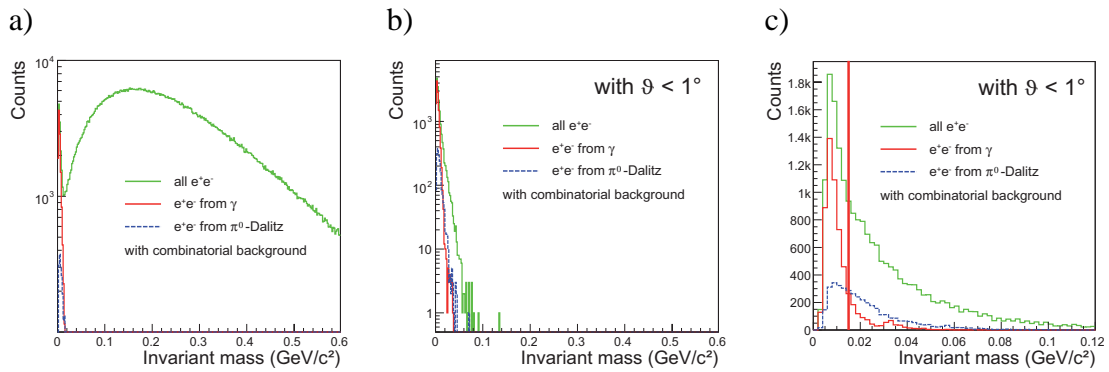 a)
Counts
10⁴
10³
all e⁺e⁻
e⁺e⁻ from γ
e⁺e⁻ from π⁰-Dalitz
with combinatorial background
0 0.1 0.2 0.3 0.4 0.5 0.6
Invariant mass (GeV/c²)
b)
Counts
with ϑ < 1°
10³
10²
10
1
all e⁺e⁻
e⁺e⁻ from γ
e⁺e⁻ from π⁰-Dalitz
with combinatorial background
0 0.1 0.2 0.3 0.4 0.5 0.6
Invariant mass (GeV/c²)
c)
Counts
with ϑ < 1°
1.8k
1.6k
1.4k
1.2k
1k
800
600
400
200
0
all e⁺e⁻
e⁺e⁻ from γ
e⁺e⁻ from π⁰-Dalitz
with combinatorial background
0 0.02 0.04 0.06 0.08 0.10 0.12
Invariant mass (GeV/c²)